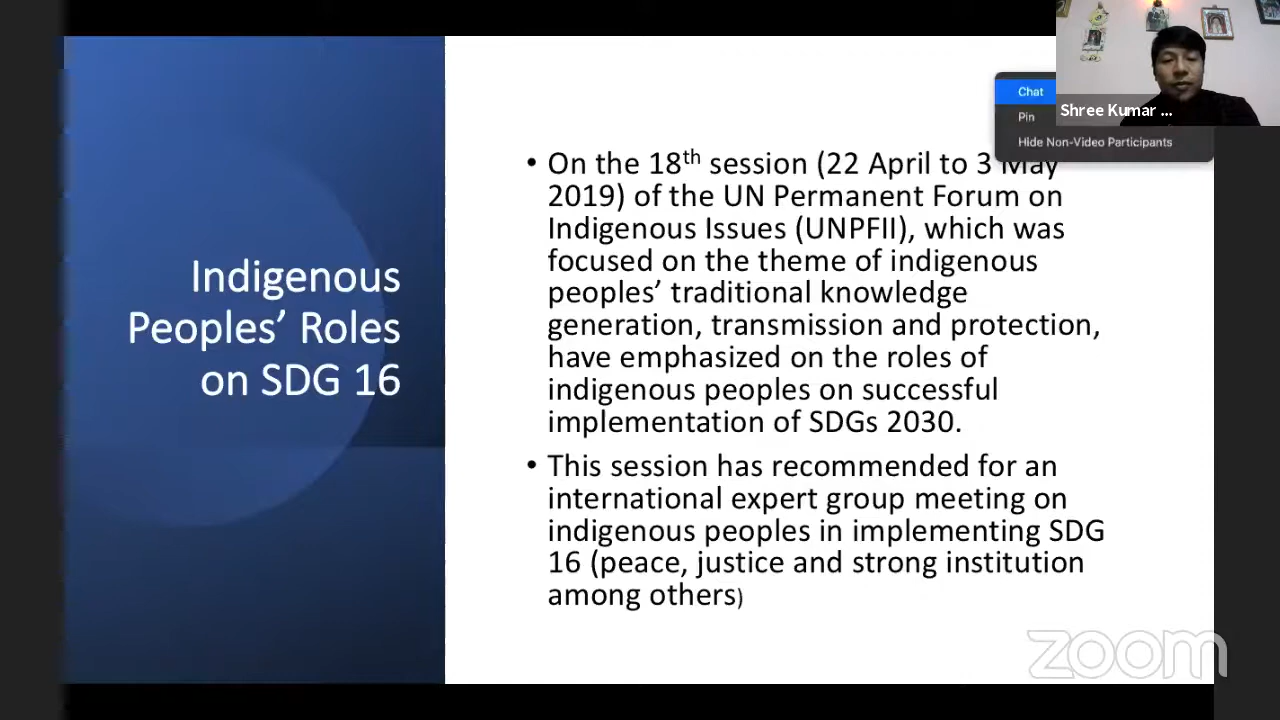 Chat
Pin
Hide Non-Video Participants
Shree Kumar ...
Indigenous
Peoples’ Roles
on SDG 16
• On the 18th session (22 April to 3 May
2019) of the UN Permanent Forum on
Indigenous Issues (UNPFII), which was
focused on the theme of indigenous
peoples’ traditional knowledge
generation, transmission and protection,
have emphasized on the roles of
indigenous peoples on successful
implementation of SDGs 2030.
• This session has recommended for an
international expert group meeting on
indigenous peoples in implementing SDG
16 (peace, justice and strong institution
among others)
zoom